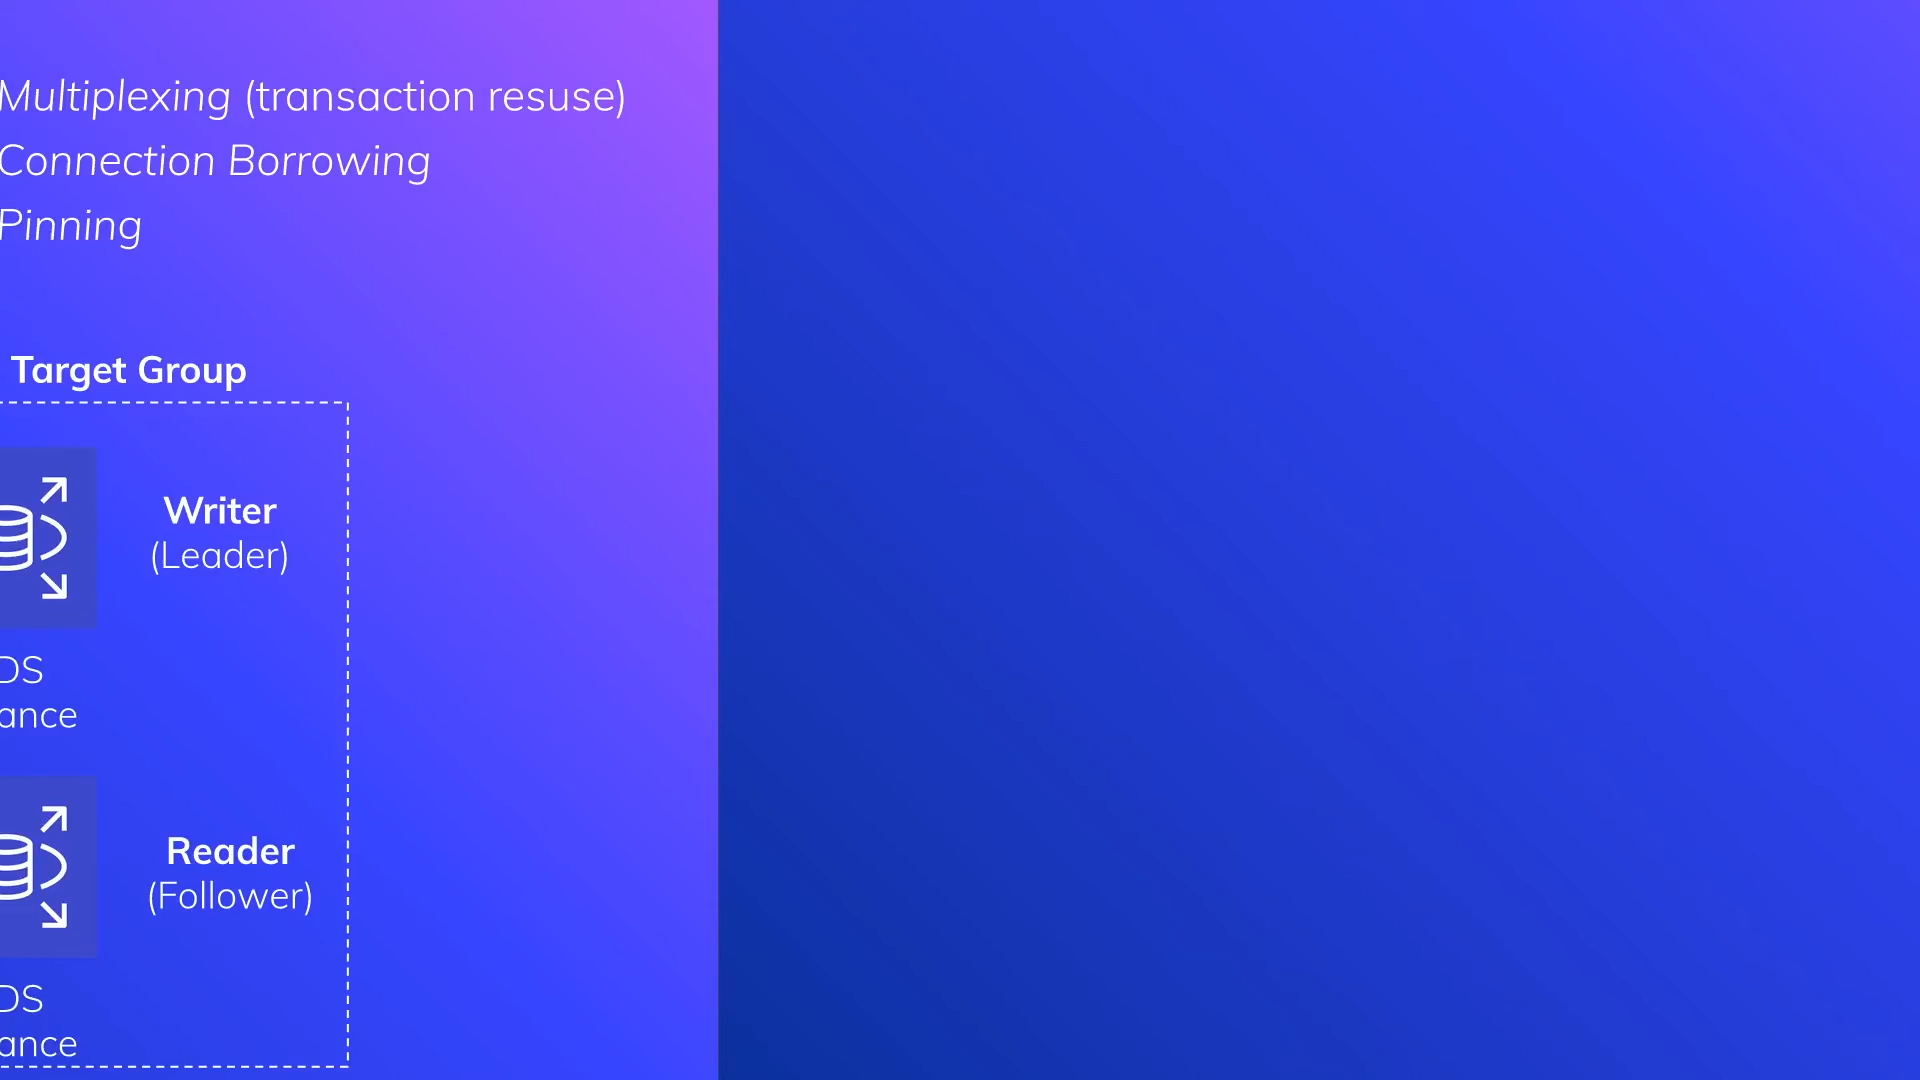 Multiplexing (transaction resuse)
Connection Borrowing
Pinning
Target Group
Writer
(Leader)
DS
ance
Reader
(Follower)
DS
ance